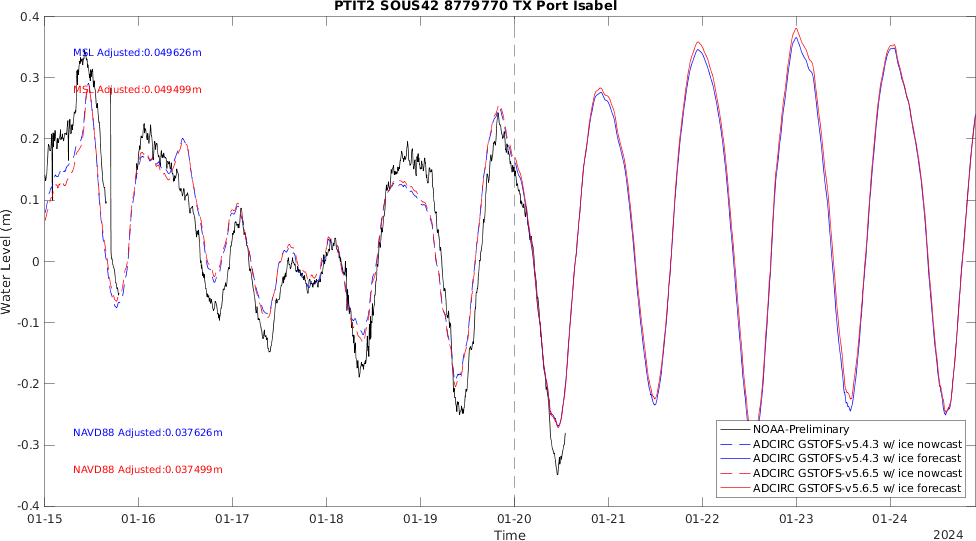 PTIT2 SOUS42 8779770 TX Port Isabel
0.4
0.3
0.2
0.1
0
-0.1
-0.2
-0.3
-0.4
Water Level (m)
MSL Adjusted:0.049626m
MSL Adjusted:0.049499m
NAVD88 Adjusted:0.037626m
NAVD88 Adjusted:0.037499m
NOAA-Preliminary
ADCIRC GSTOFS-v5.4.3 w/ ice nowcast
ADCIRC GSTOFS-v5.4.3 w/ ice forecast
ADCIRC GSTOFS-v5.6.5 w/ ice nowcast
ADCIRC GSTOFS-v5.6.5 w/ ice forecast
01-15 01-16 01-17 01-18 01-19 01-20 01-21 01-22 01-23 01-24
Time
2024